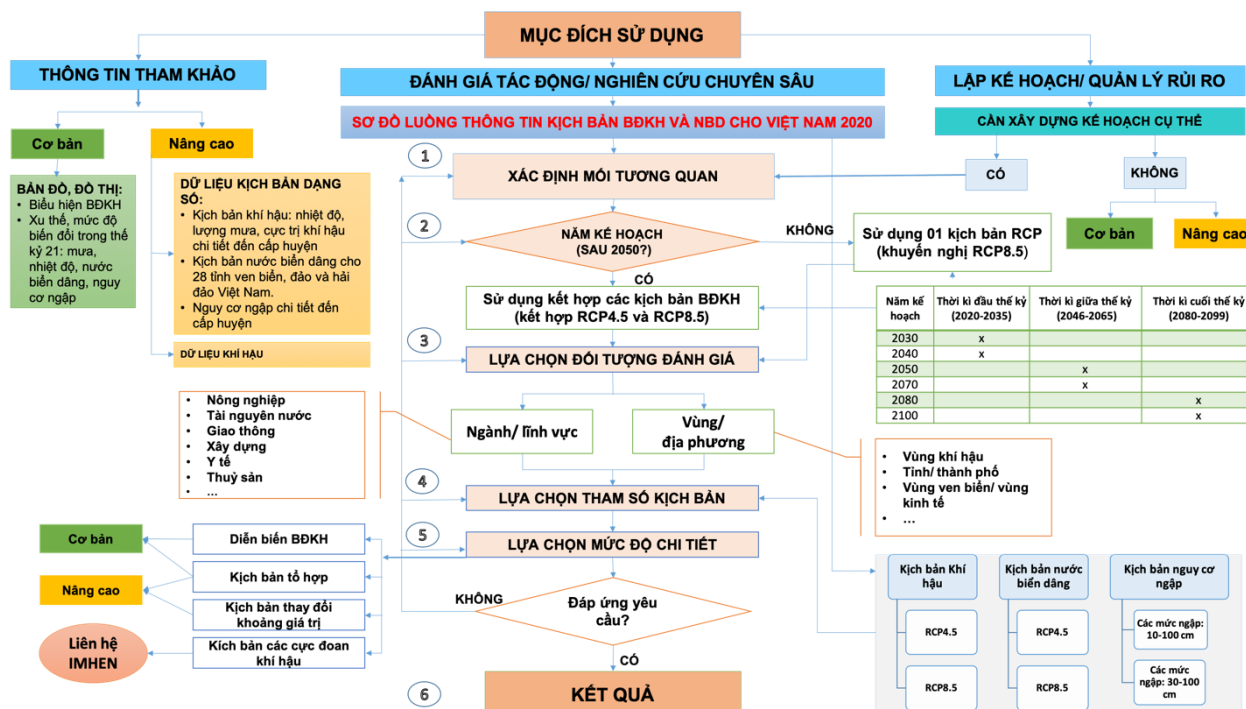 MỤC ĐÍCH SỬ DỤNG
THÔNG TIN THAM KHẢO
ĐÁNH GIÁ TÁC ĐỘNG/ NGHIÊN CỨU CHUYÊN SÂU
LẬP KẾ HOẠCH/ QUẢN LÝ RỦI RO
SƠ ĐỒ LUỒNG THÔNG TIN KỊCH BẢN BĐKH VÀ NBD CHO VIỆT NAM 2020
CẦN XÂY DỰNG KẾ HOẠCH CỤ THỂ
Cơ bản
Nâng cao
BẢN ĐỒ, ĐỒ THỊ:
• Biểu hiện BĐKH
• Xu thế, mức độ
biến đổi trong thế
kỷ 21: mưa,
nhiệt độ, nước
biển dâng, nguy
cơ ngập
DỮ LIỆU KỊCH BẢN DẠNG
SỐ:
• Kịch bản khí hậu: nhiệt độ,
lượng mưa, cực trị khí hậu
chi tiết đến cấp huyện
• Kịch bản nước biển dâng cho
28 tỉnh ven biển, đảo và hải
đảo Việt Nam.
• Nguy cơ ngập chi tiết đến
cấp huyện
DỮ LIỆU KHÍ HẬU
1
XÁC ĐỊNH MỐI TƯƠNG QUAN
CÓ
KHÔNG
Cơ bản
Nâng cao
2
NĂM KẾ HOẠCH
(SAU 2050?)
KHÔNG
Sử dụng 01 kịch bản RCP
(khuyến nghị RCP8.5)
CÓ
Sử dụng kết hợp các kịch bản BĐKH
(kết hợp RCP4.5 và RCP8.5)
Năm kế hoạch | Thời kì đầu thế kỷ (2020-2035) | Thời kì giữa thế kỷ (2046-2065) | Thời kì cuối thế kỷ (2080-2099)
2030 x
2040 x
2050 x
2070 x
2080 x
2100 x
3
LỰA CHỌN ĐỐI TƯỢNG ĐÁNH GIÁ
• Nông nghiệp
• Tài nguyên nước
• Giao thông
• Xây dựng
• Y tế
• Thuỷ sản
• ...
Ngành/ lĩnh vực
Vùng/
địa phương
• Vùng khí hậu
• Tỉnh/ thành phố
• Vùng ven biển/ vùng
kinh tế
• ...
4
LỰA CHỌN THAM SỐ KỊCH BẢN
5
LỰA CHỌN MỨC ĐỘ CHI TIẾT
Cơ bản
Nâng cao
Liên hệ
IMHEN
Diễn biến BĐKH
Kịch bản tổ hợp
Kịch bản thay đổi
khoảng giá trị
Kích bản các cực đoan
khí hậu
KHÔNG
Đáp ứng yêu
cầu?
CÓ
6
KẾT QUẢ
Kịch bản Khí
hậu
RCP4.5
RCP8.5
Kịch bản nước
biển dâng
RCP4.5
RCP8.5
Kịch bản nguy cơ
ngập
Các mức ngập:
10-100 cm
Các mức
ngập: 30-100
cm